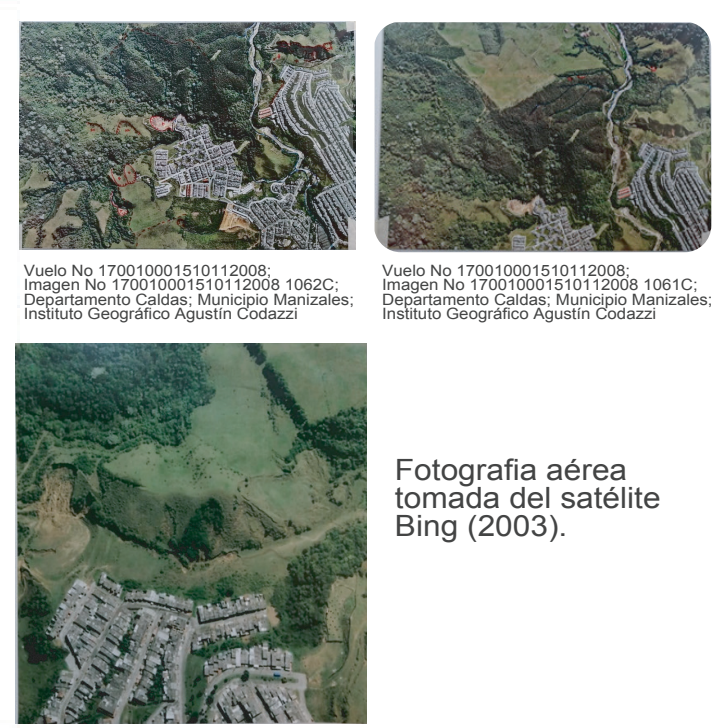 Vuelo No 170010001510112008;
Imagen No 170010001510112008 1062C;
Departamento Caldas; Municipio Manizales;
Instituto Geográfico Agustín Codazzi
Vuelo No 170010001510112008;
Imagen No 170010001510112008 1061C;
Departamento Caldas; Municipio Manizales;
Instituto Geográfico Agustín Codazzi
Fotografia aérea
tomada del satélite
Bing (2003).